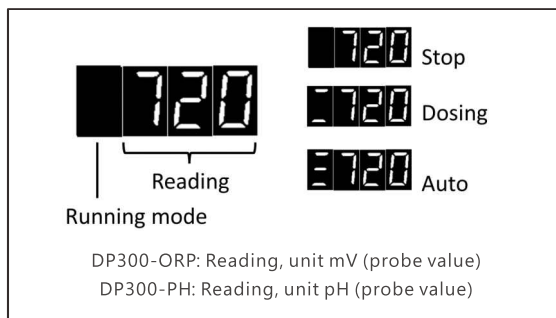 720
Reading
Running mode
720 Stop
720 Dosing
720 Auto
DP300-ORP: Reading, unit mV (probe value)
DP300-PH: Reading, unit pH (probe value)